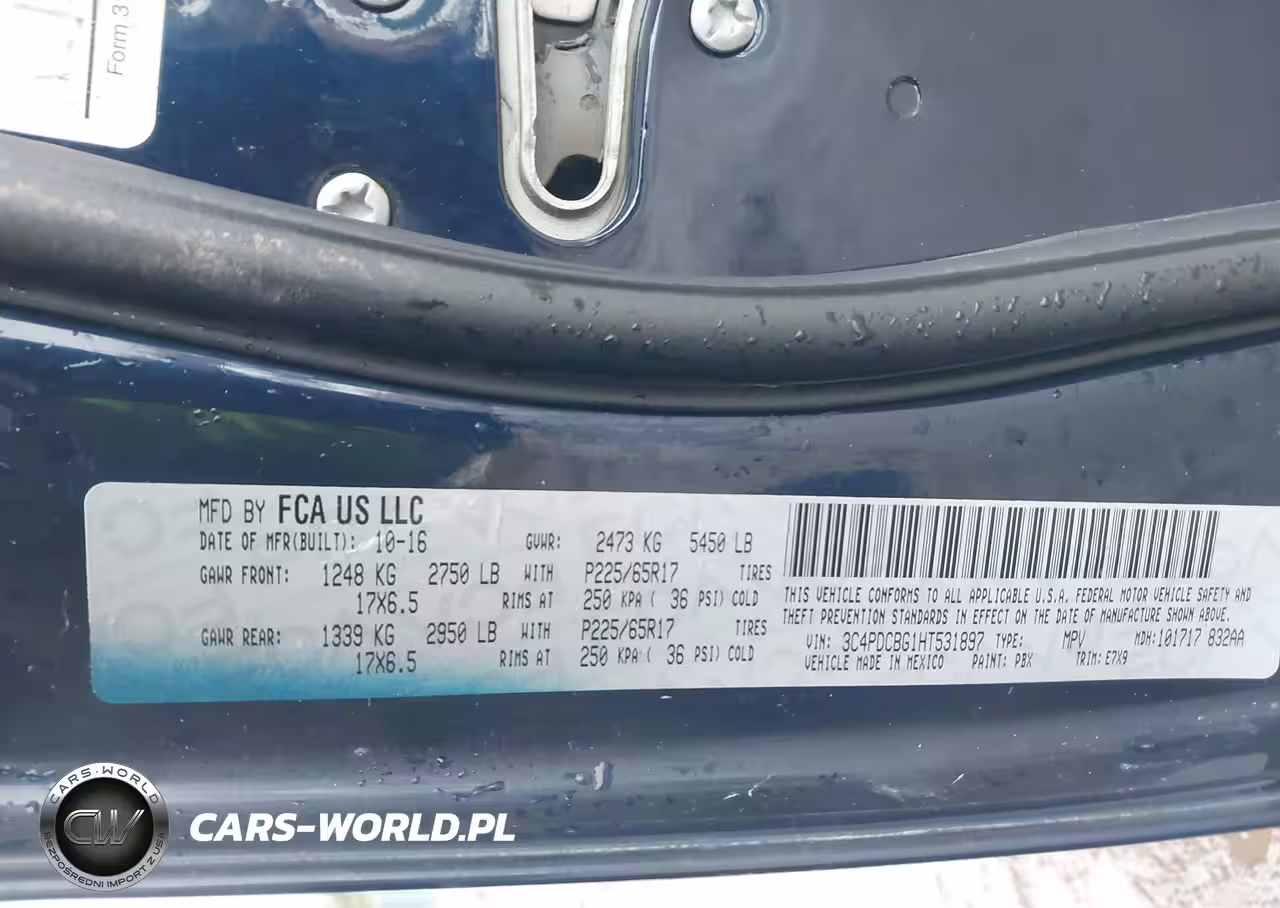 Form 3
MFD BY FCA US LLC
DATE OF MFR(BUILT): 10-16 GVWR: 2473 KG 5450 LB
GAWR FRONT: 1248 KG 2750 LB WITH P225/65R17 TIRES
17X6.5 RIMS AT 250 KPA ( 36 PSI) COLD
GAWR REAR: 1339 KG 2950 LB WITH P225/65R17 TIRES
17X6.5 RIMS AT 250 KPA ( 36 PSI) COLD
THIS VEHICLE CONFORMS TO ALL APPLICABLE U.S.A. FEDERAL MOTOR VEHICLE SAFETY AND
THEFT PREVENTION STANDARDS IN EFFECT ON THE DATE OF MANUFACTURE SHOWN ABOVE.
VIN: 3C4PDCBG1HT531897 TYPE: MPV MDH:101717 832AA
VEHICLE MADE IN MEXICO PAINT: PBX TRIM: E7X9
CARS-WORLD
CW
BEZPOŚREDNI IMPORT Z USA
CARS-WORLD.PL